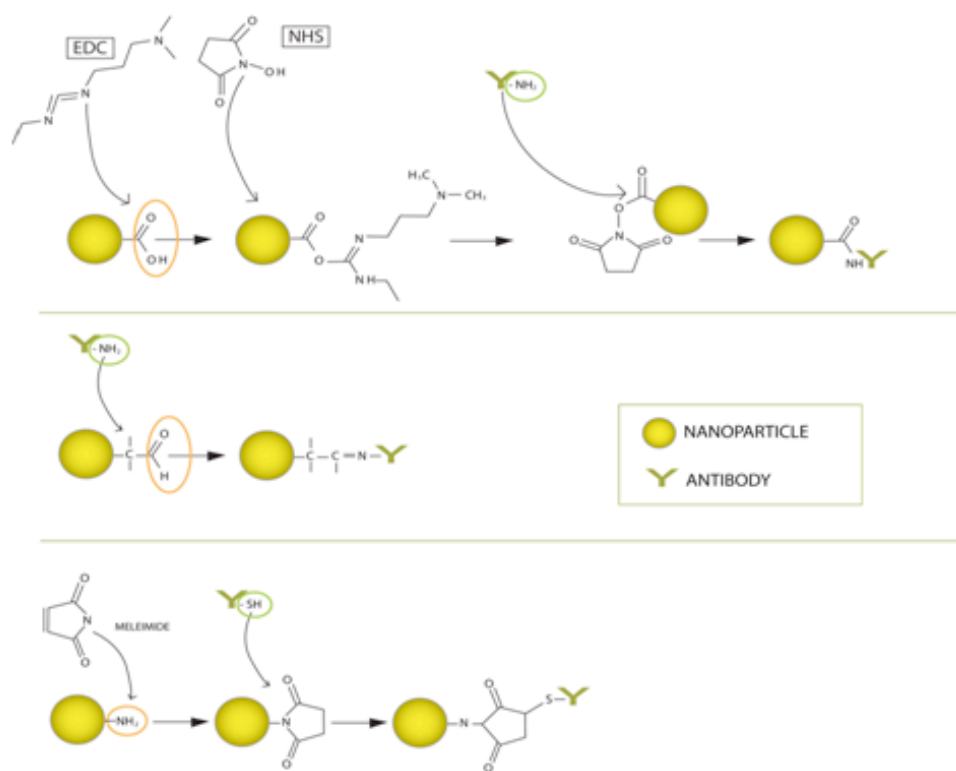 EDC
NHS
N
N
N
O
N
OH
O
- NH₂
O
OH
O
O
N
NH
H₃C
N
CH₃
O
O
N
O
O
O
NH
- NH₂
C
O
H
C
C
N
NANOPARTICLE
ANTIBODY
O
N
O
MELEIMIDE
- SH
NH₂
O
N
O
N
O
O
S